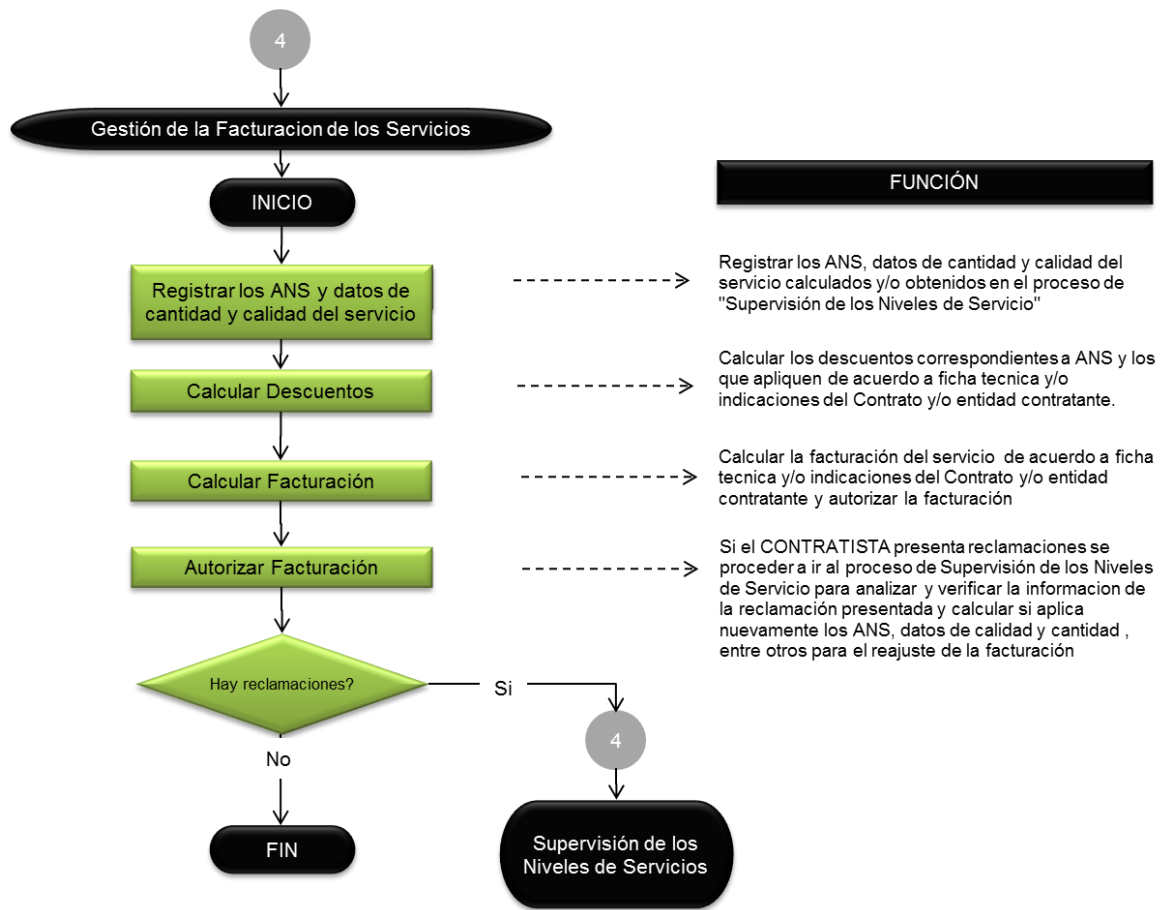 4
Gestión de la Facturacion de los Servicios
INICIO
FUNCIÓN
Registrar los ANS y datos de
cantidad y calidad del servicio
Registrar los ANS, datos de cantidad y calidad del
servicio calculados y/o obtenidos en el proceso de
"Supervisión de los Niveles de Servicio"
Calcular Descuentos
Calcular los descuentos correspondientes a ANS y los
que apliquen de acuerdo a ficha tecnica y/o
indicaciones del Contrato y/o entidad contratante.
Calcular Facturación
Calcular la facturación del servicio de acuerdo a ficha
tecnica y/o indicaciones del Contrato y/o entidad
contratante y autorizar la facturación
Autorizar Facturación
Si el CONTRATISTA presenta reclamaciones se
proceder a ir al proceso de Supervisión de los Niveles
de Servicio para analizar y verificar la informacion de
la reclamación presentada y calcular si aplica
nuevamente los ANS, datos de calidad y cantidad ,
entre otros para el reajuste de la facturación
Hay reclamaciones?
Si
4
No
FIN
Supervisión de los
Niveles de Servicios